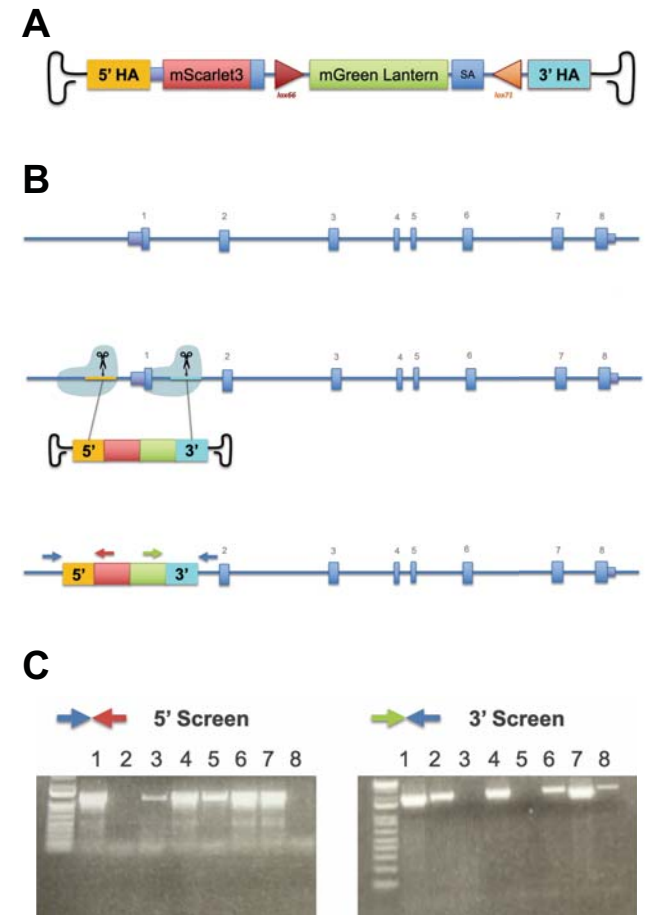 A
5' HA mScarlet3 mGreen Lantern SA 3' HA
lox66 lox71
B
1 2 3 4 5 6 7 8
1 2 3 4 5 6 7 8
5' 3'
2 3 4 5 6 7 8
5' 3'
C
5' Screen 3' Screen
1 2 3 4 5 6 7 8 1 2 3 4 5 6 7 8